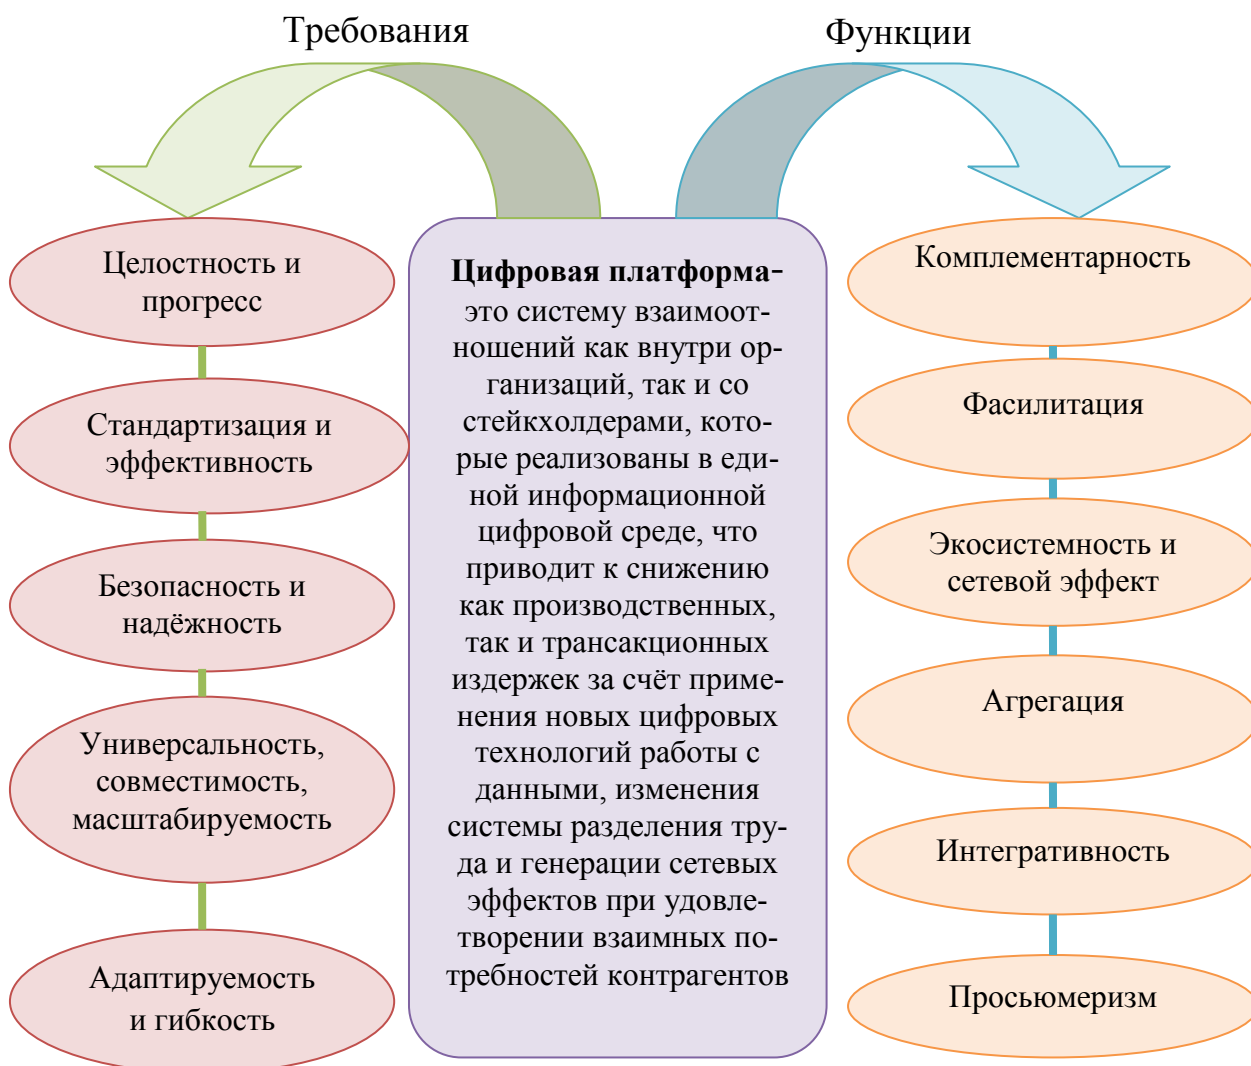 Требования
Функции
Целостность и
прогресс
Стандартизация и
эффективность
Безопасность и
надёжность
Универсальность,
совместимость,
масштабируемость
Адаптируемость
и гибкость
Цифровая платформа-
это систему взаимоот-
ношений как внутри ор-
ганизаций, так и со
стейкхолдерами, кото-
рые реализованы в еди-
ной информационной
цифровой среде, что
приводит к снижению
как производственных,
так и трансакционных
издержек за счёт приме-
нения новых цифровых
технологий работы с
данными, изменения
системы разделения тру-
да и генерации сетевых
эффектов при удовле-
творении взаимных по-
требностей контрагентов
Комплементарность
Фасилитация
Экосистемность и
сетевой эффект
Агрегация
Интегративность
Просьюмеризм